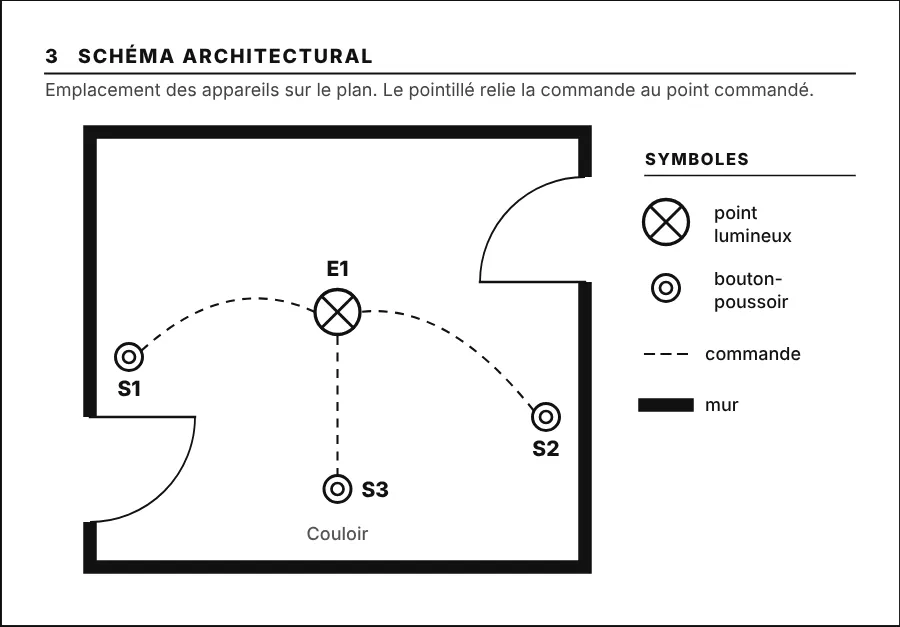 3 SCHÉMA ARCHITECTURAL
Emplacement des appareils sur le plan. Le pointillé relie la commande au point commandé.
SYMBOLES
point
lumineux
bouton-
poussoir
commande
mur
E1
S1
S2
S3
Couloir